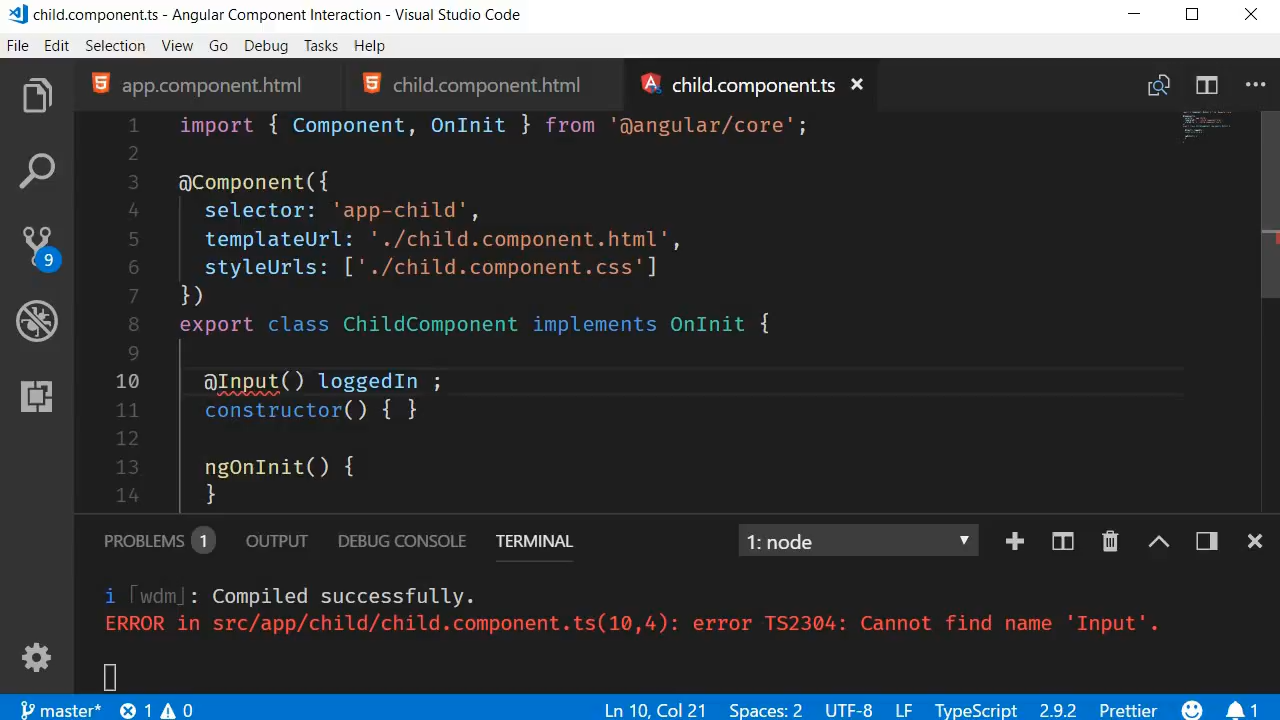 child.component.ts - Angular Component Interaction - Visual Studio Code
File Edit Selection View Go Debug Tasks Help
app.component.html child.component.html child.component.ts
1 import { Component, OnInit } from '@angular/core';
2
3 @Component({
4 selector: 'app-child',
5 templateUrl: './child.component.html',
6 styleUrls: ['./child.component.css']
7 })
8 export class ChildComponent implements OnInit {
9
10 @Input() loggedIn ;
11 constructor() { }
12
13 ngOnInit() {
14 }
9
PROBLEMS 1 OUTPUT DEBUG CONSOLE TERMINAL 1: node
i ｢wdm｣: Compiled successfully.
ERROR in src/app/child/child.component.ts(10,4): error TS2304: Cannot find name 'Input'.
master* 1 0 Ln 10, Col 21 Spaces: 2 UTF-8 LF TypeScript 2.9.2 Prettier 1